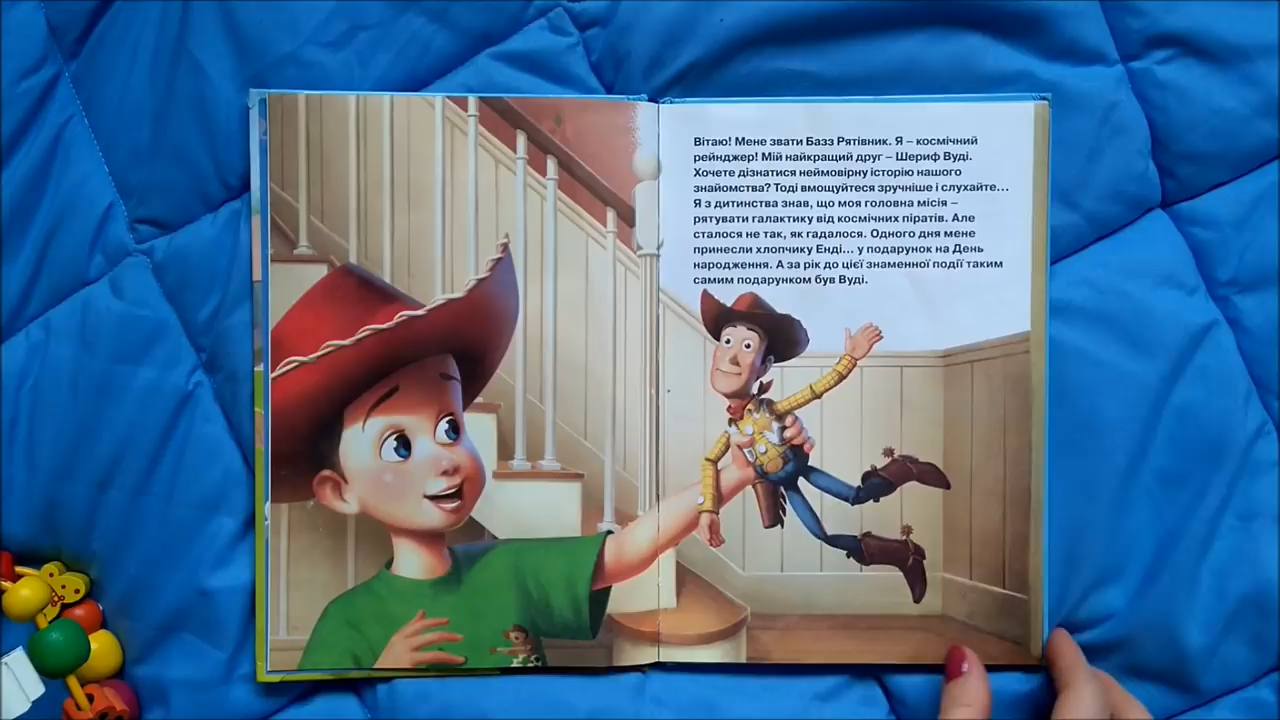 Вітаю! Мене звати Базз Рятівник. Я – космічний
рейнджер! Мій найкращий друг – Шериф Вуді.
Хочете дізнатися неймовірну історію нашого
знайомства? Тоді вмощуйтеся зручніше і слухайте...
Я з дитинства знав, що моя головна місія –
рятувати галактику від космічних піратів. Але
сталося не так, як гадалося. Одного дня мене
принесли хлопчику Енді... у подарунок на День
народження. А за рік до цієї знаменної події таким
самим подарунком був Вуді.